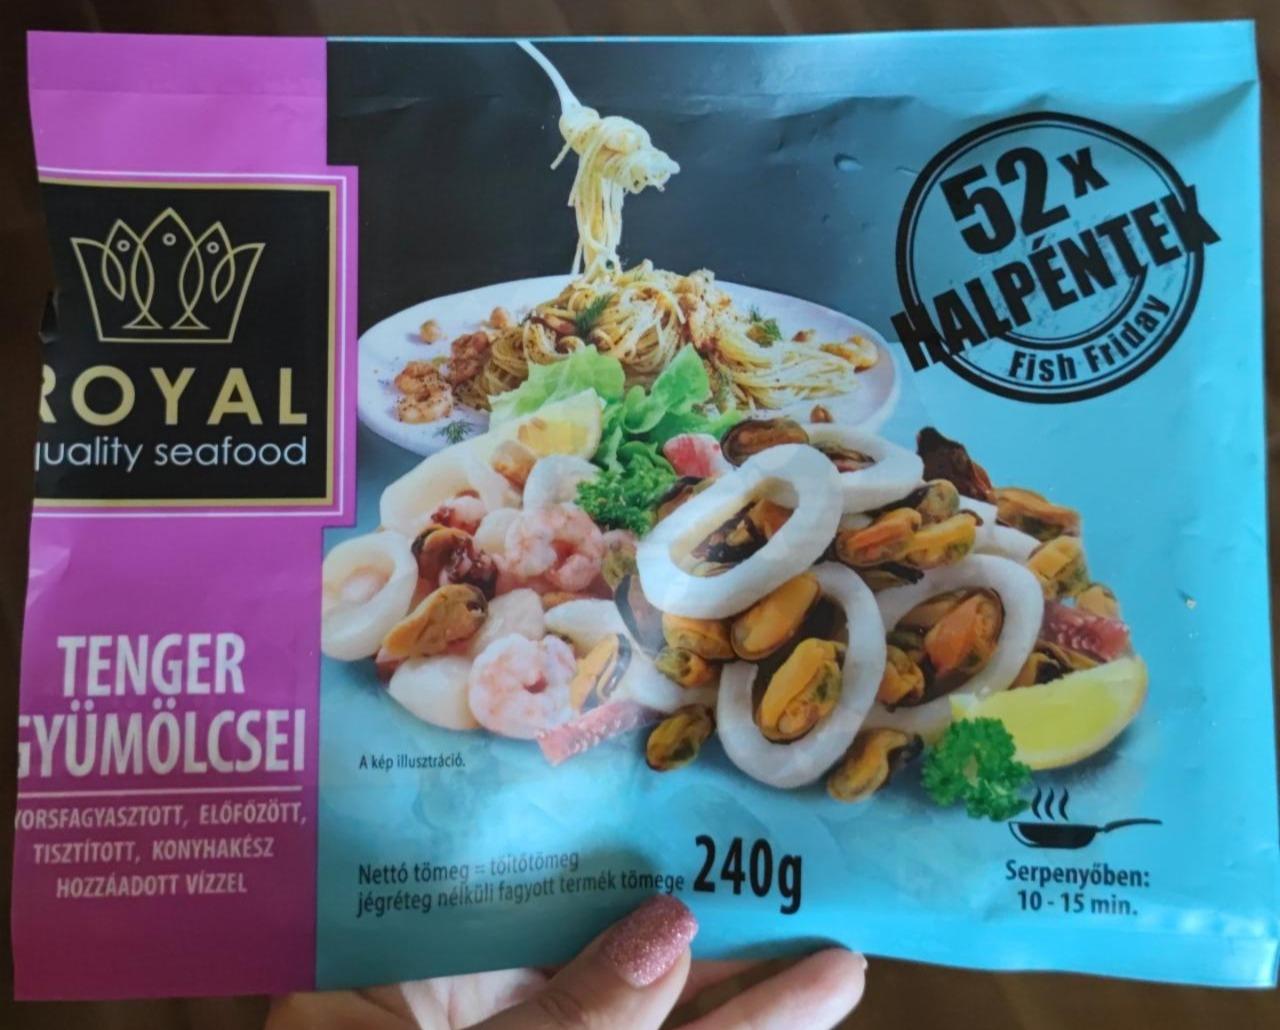 52x
HALPÉNTEK
Fish Friday
ROYAL
quality seafood
TENGER
GYÜMÖLCSEI
GYORSFAGYASZTOTT, ELŐFŐZÖTT,
TISZTÍTOTT, KONYHAKÉSZ
HOZZÁADOTT VÍZZEL
A kép illusztráció.
Nettó tömeg = töltőtömeg
jégréteg nélküli fagyott termék tömege 240g
Serpenyőben:
10 - 15 min.